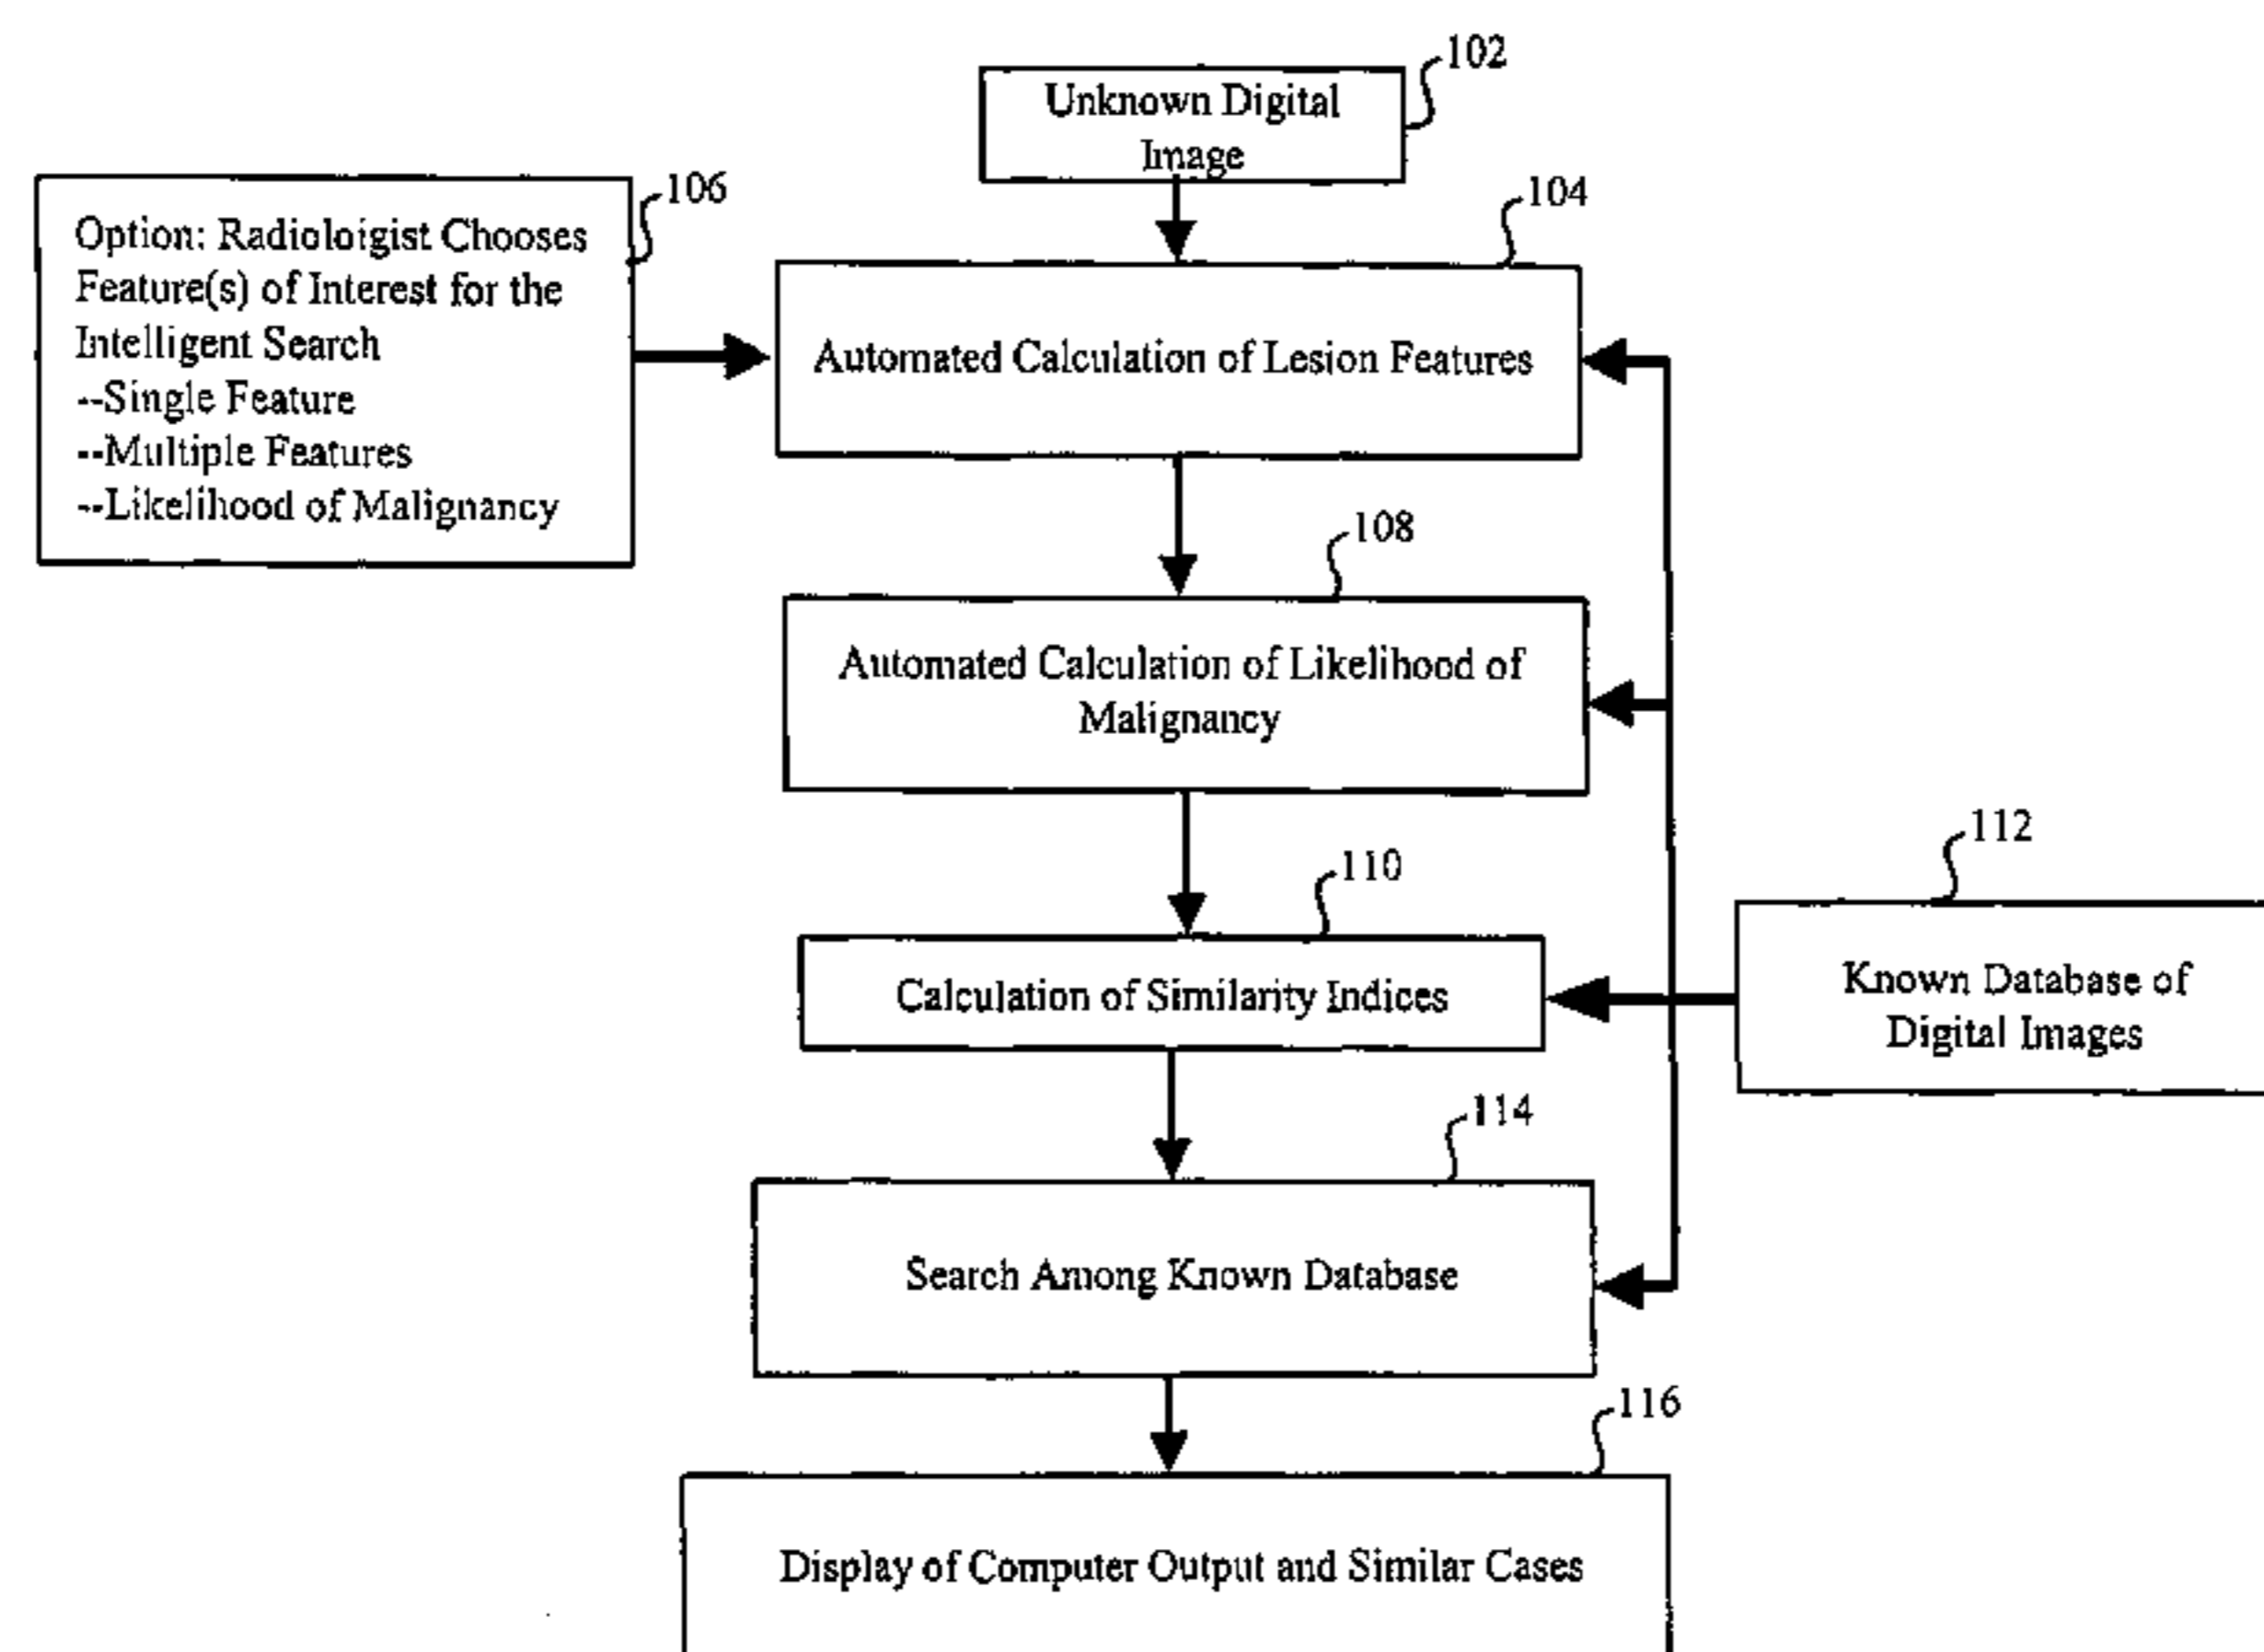 102
Unknown Digital
Image
106
Option: Radioloigist Chooses
Feature(s) of Interest for the
Intelligent Search
--Single Feature
--Multiple Features
--Likelihood of Malignancy
104
Automated Calculation of Lesion Features
108
Automated Calculation of Likelihood of
Malignancy
110
Calculation of Similarity Indices
112
Known Database of
Digital Images
114
Search Among Known Database
116
Display of Computer Output and Similar Cases